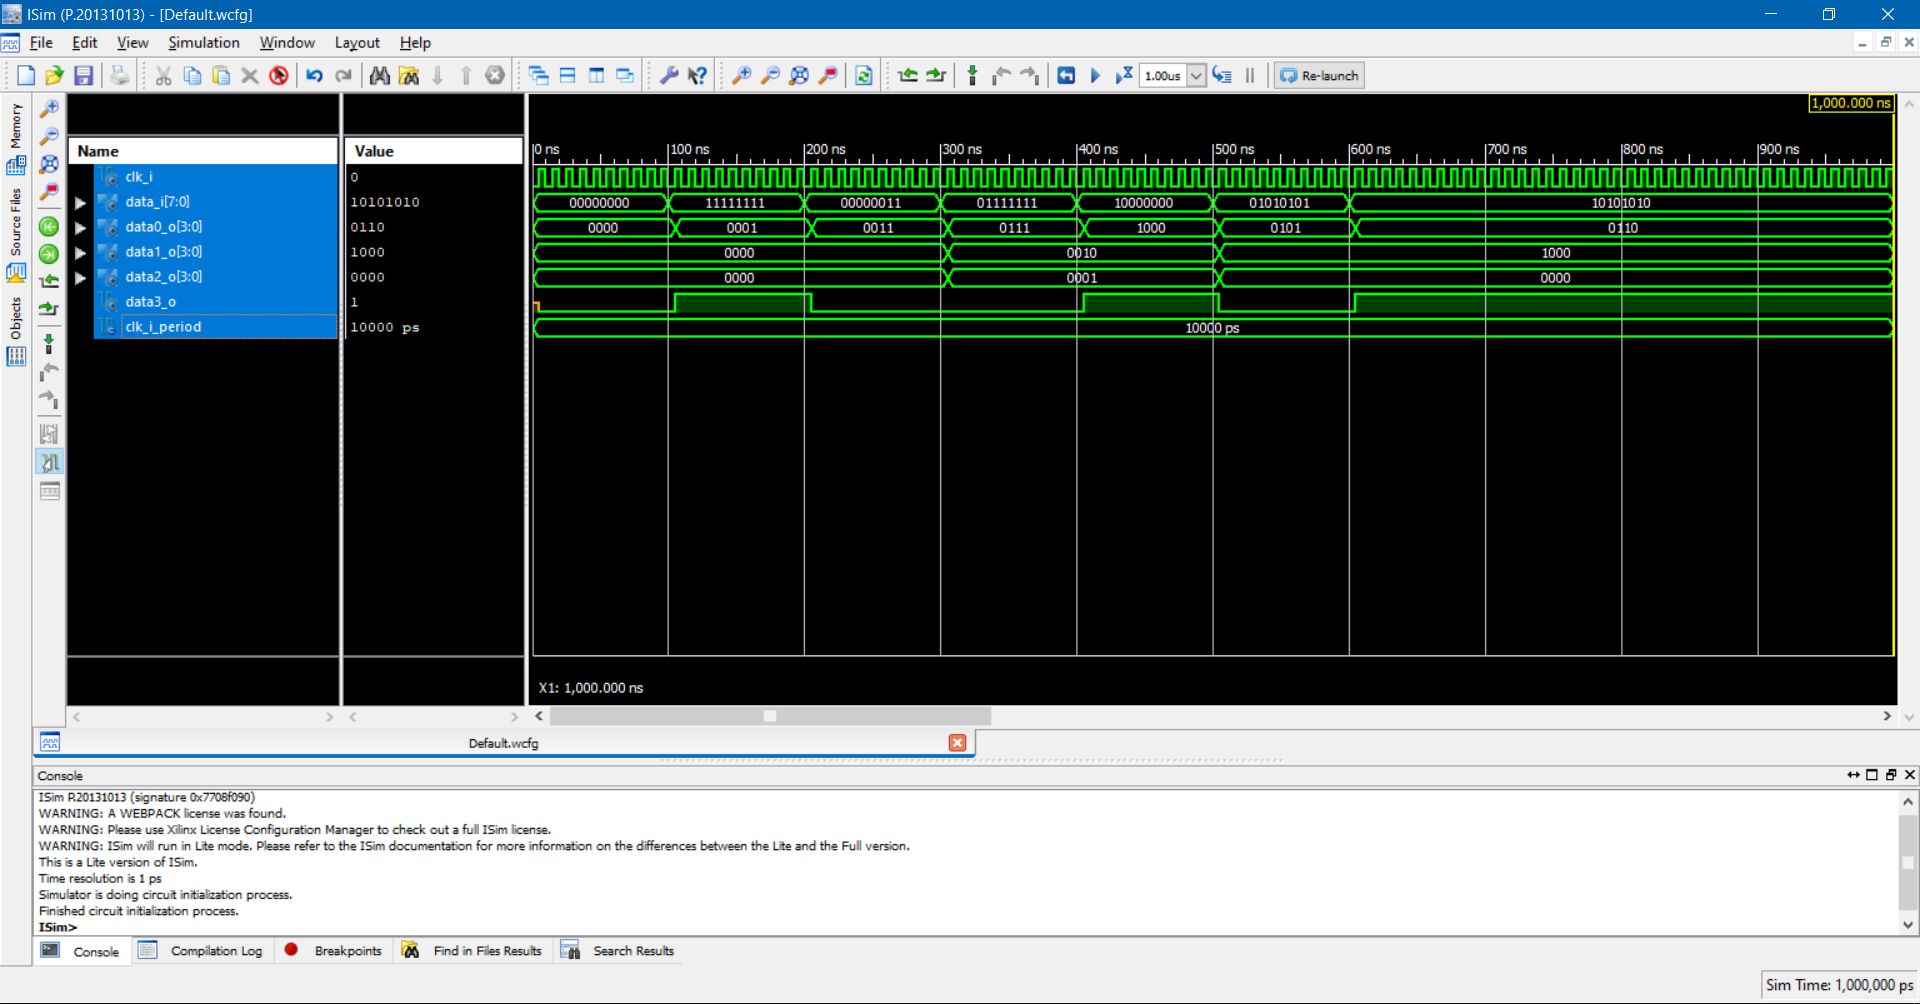 ISim (P.20131013) - [Default.wcfg]
File Edit View Simulation Window Layout Help
1.00us Re-launch
1,000.000 ns
Memory
Source Files
Objects
Name Value
0 ns 100 ns 200 ns 300 ns 400 ns 500 ns 600 ns 700 ns 800 ns 900 ns
clk_i 0
data_i[7:0] 10101010 00000000 11111111 00000011 01111111 10000000 01010101 10101010
data0_o[3:0] 0110 0000 0001 0011 0111 1000 0101 0110
data1_o[3:0] 1000 0000 0010 1000
data2_o[3:0] 0000 0000 0001 0000
data3_o 1
clk_i_period 10000 ps 10000 ps
X1: 1,000.000 ns
Default.wcfg
Console
ISim P.20131013 (signature 0x7708f090)
WARNING: A WEBPACK license was found.
WARNING: Please use Xilinx License Configuration Manager to check out a full ISim license.
WARNING: ISim will run in Lite mode. Please refer to the ISim documentation for more information on the differences between the Lite and the Full version.
This is a Lite version of ISim.
Time resolution is 1 ps
Simulator is doing circuit initialization process.
Finished circuit initialization process.
ISim>
Console Compilation Log Breakpoints Find in Files Results Search Results
Sim Time: 1,000,000 ps